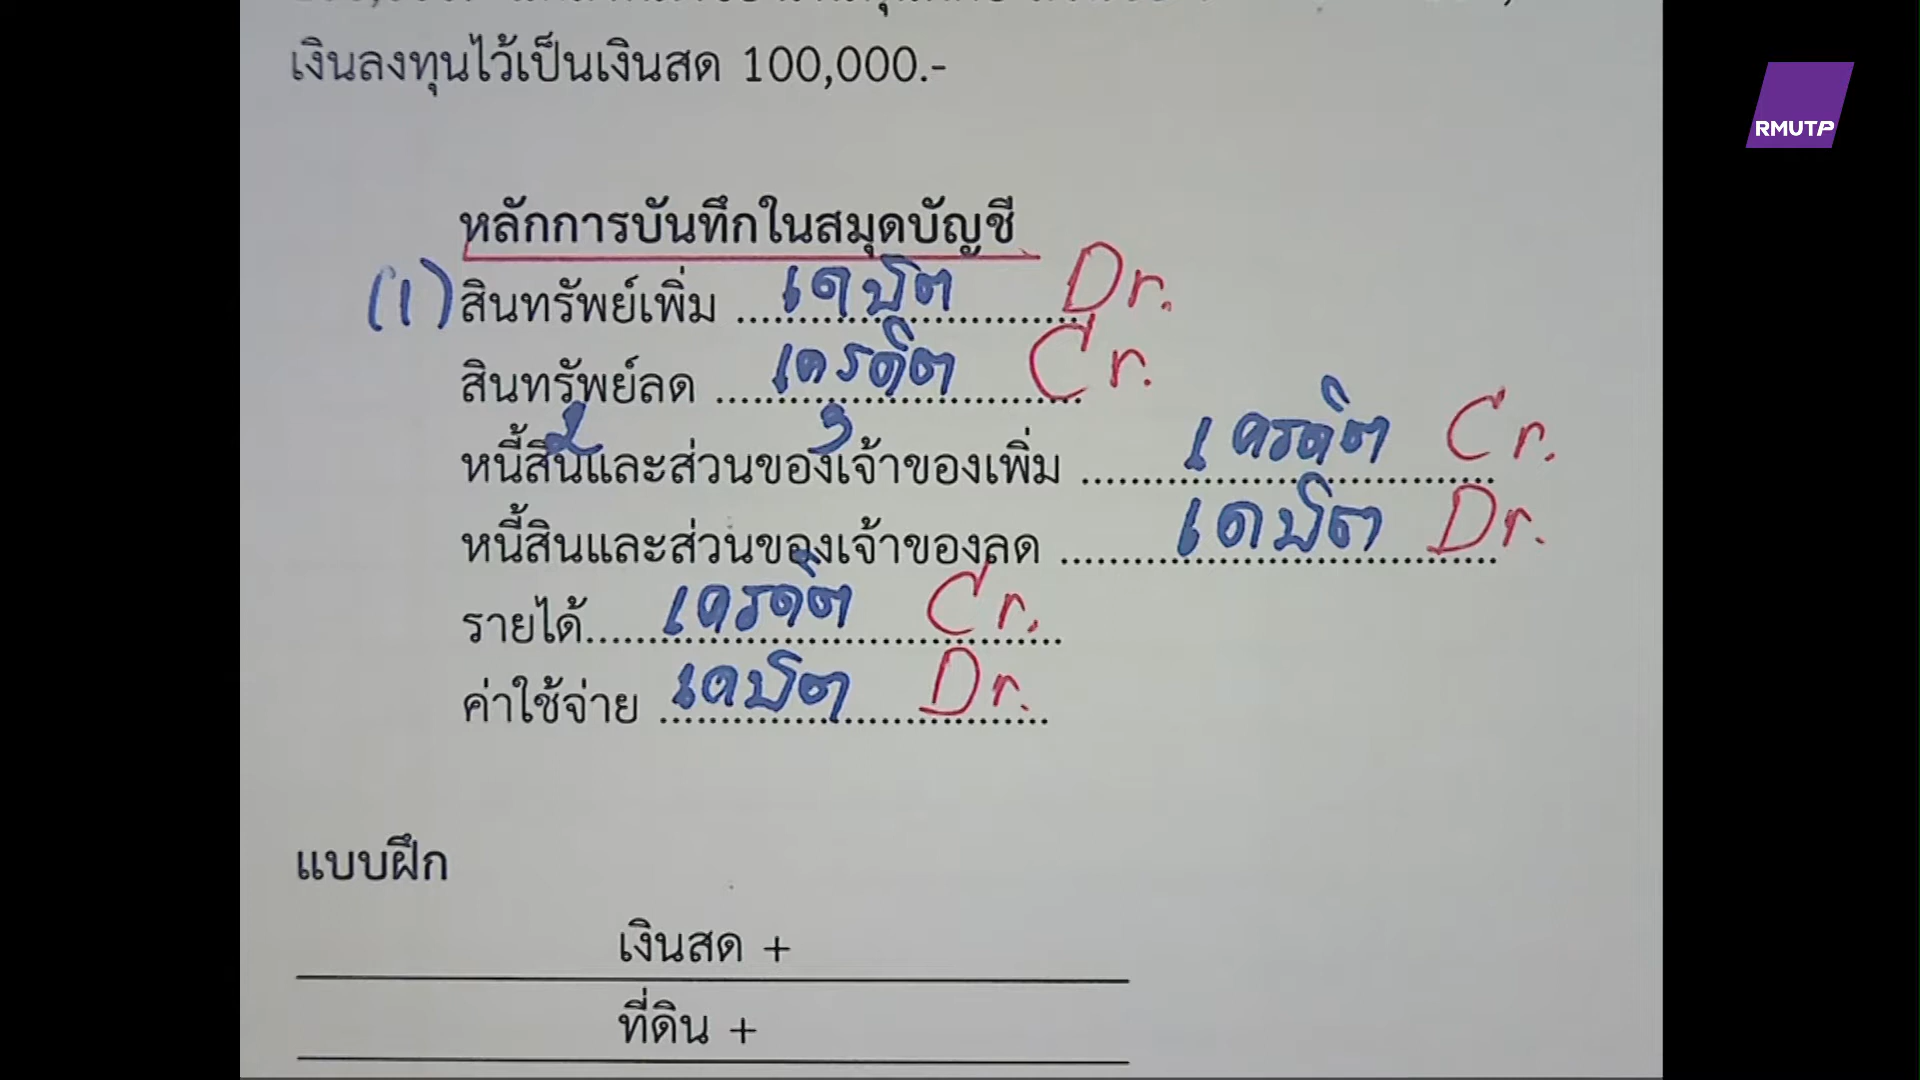 เงินลงทุนไว้เป็นเงินสด 100,000.-
RMUTP
หลักการบันทึกในสมุดบัญชี
(1) สินทรัพย์เพิ่ม .......... เดบิต .......... Dr.
สินทรัพย์ลด .......... เครดิต .......... Cr.
2 3
หนี้สินและส่วนของเจ้าของเพิ่ม .......... เครดิต .......... Cr.
หนี้สินและส่วนของเจ้าของลด .......... เดบิต .......... Dr.
รายได้.......... เครดิต .......... Cr.
ค่าใช้จ่าย .......... เดบิต .......... Dr.
แบบฝึก
เงินสด +
ที่ดิน +